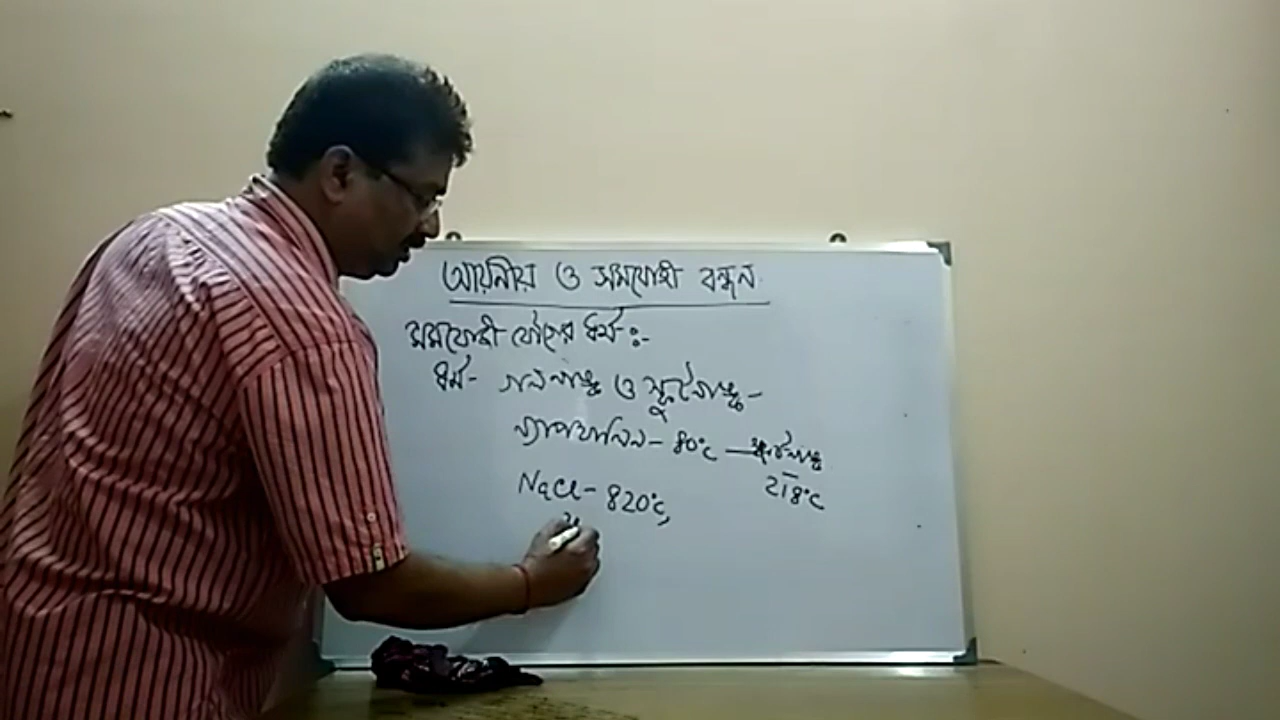 আয়নীয় ও সমযোজী বন্ধন
সমযোজী যৌগের ধর্ম :-
ধর্ম- গলনাঙ্ক ও স্ফুটনাঙ্ক-
ন্যাপথালিন- 80°C — স্ফুটনাঙ্ক
218°C
NaCl- 820°C,